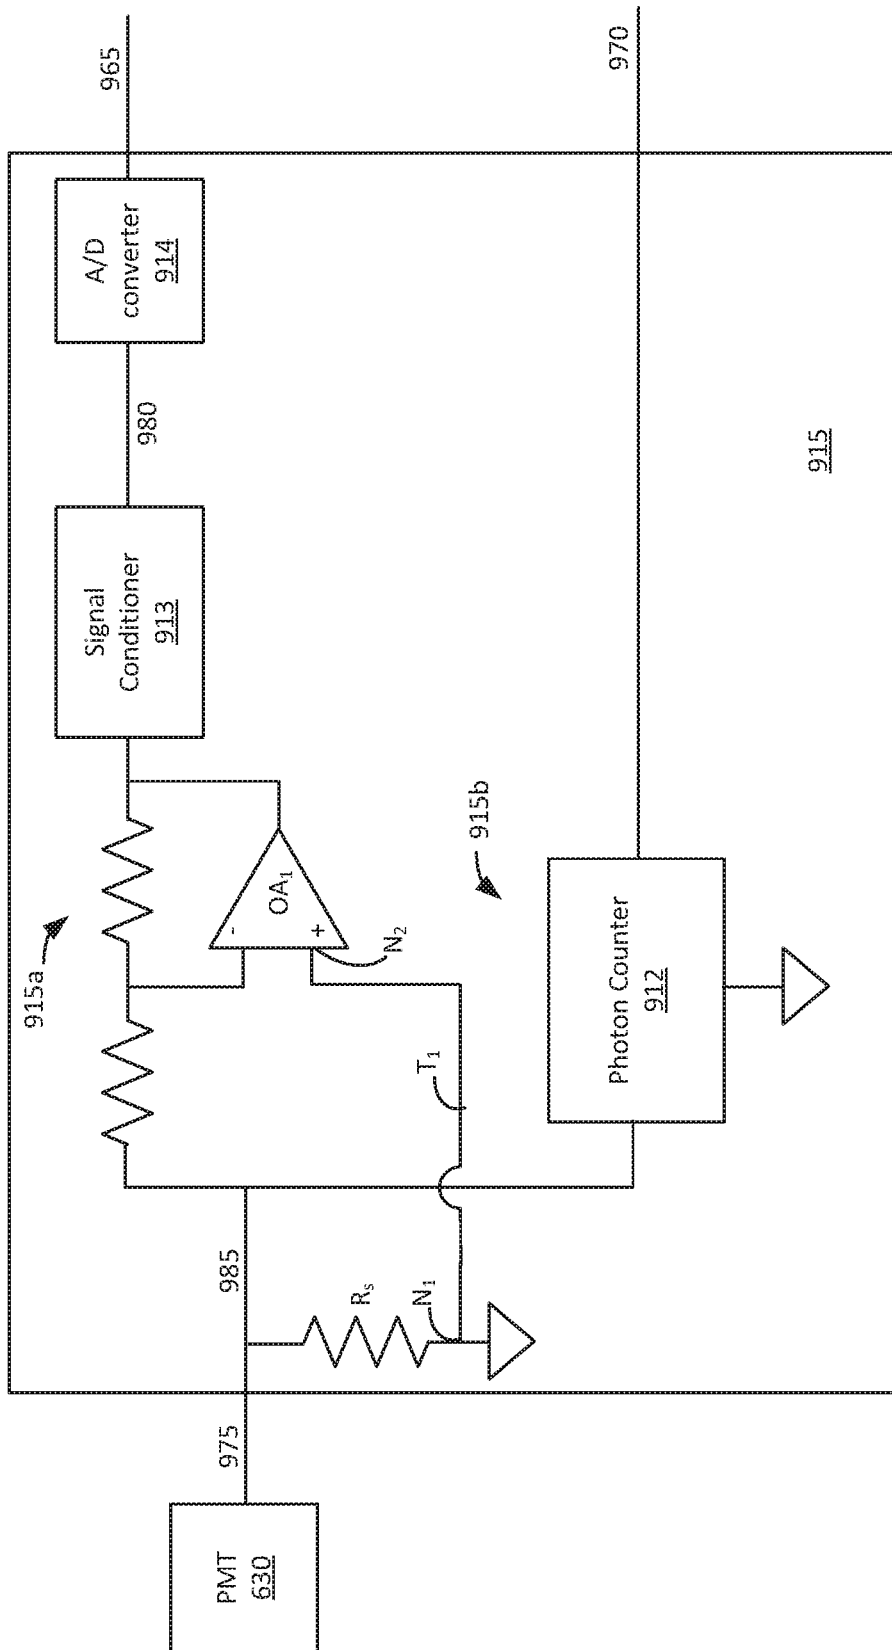 PMT
630
975
985
Rₛ
N₁
T₁
915a
-
+
OA₁
N₂
915b
Signal
Conditioner
913
980
A/D
converter
914
965
Photon Counter
912
970
915